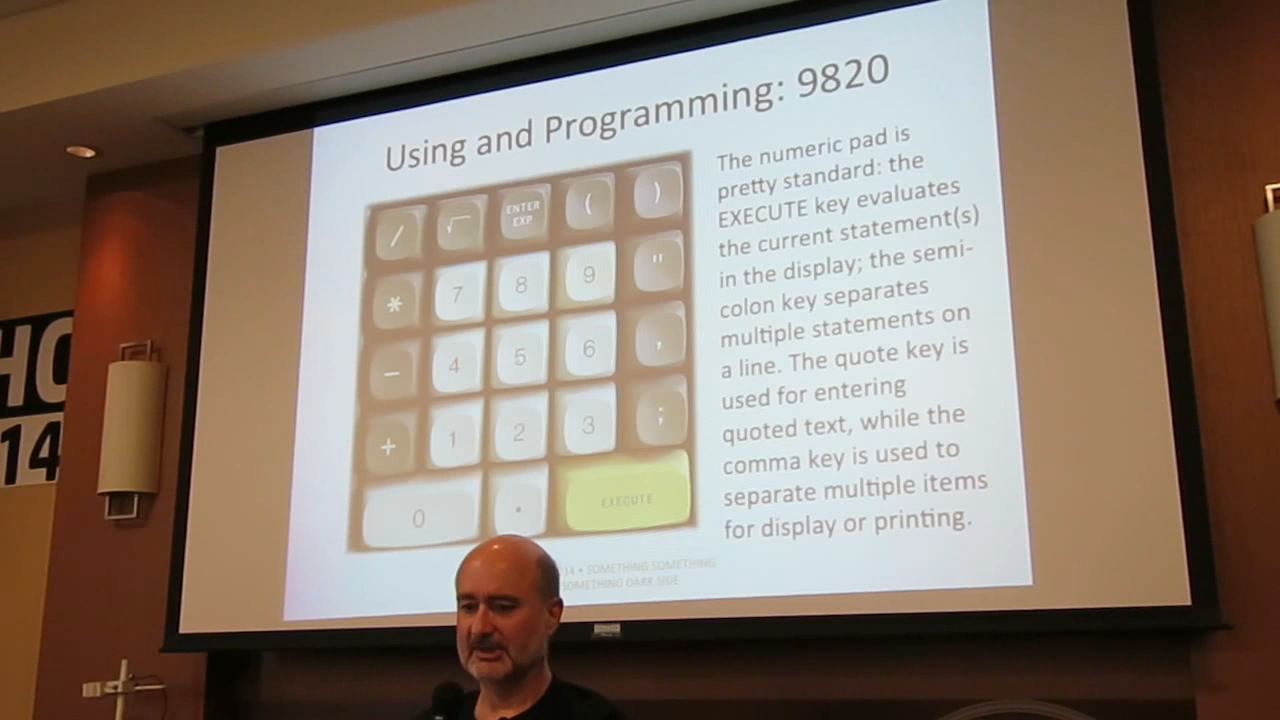 Using and Programming: 9820
/ √ ENTER EXP ( )
* 7 8 9 "
− 4 5 6 ,
+ 1 2 3 ;
0 . EXECUTE
The numeric pad is
pretty standard: the
EXECUTE key evaluates
the current statement(s)
in the display; the semi-
colon key separates
multiple statements on
a line. The quote key is
used for entering
quoted text, while the
comma key is used to
separate multiple items
for display or printing.
14 • SOMETHING SOMETHING
SOMETHING DARK SIDE
HC
14